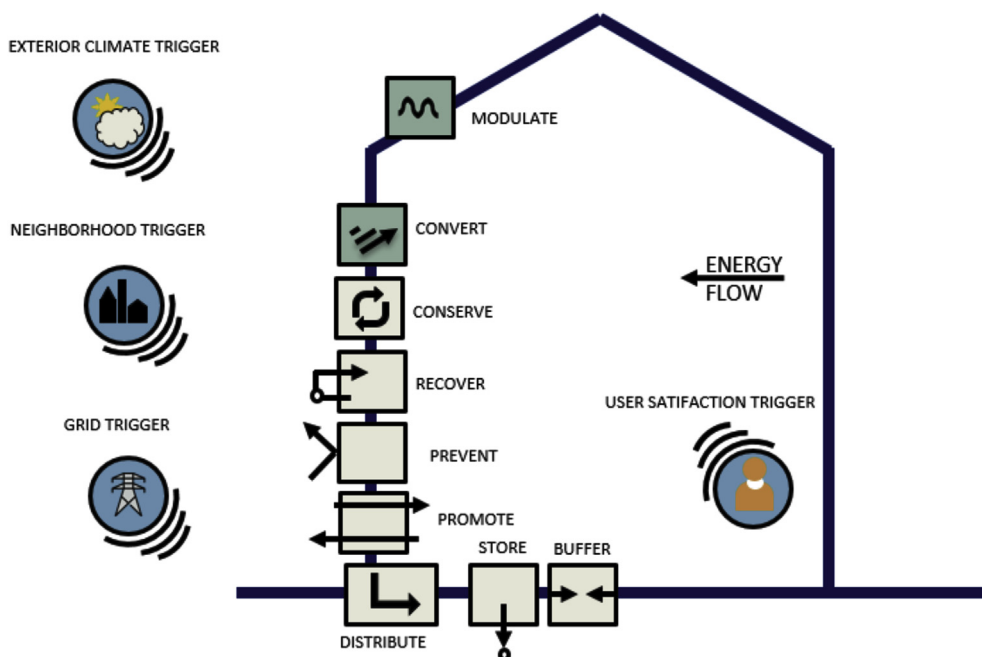 EXTERIOR CLIMATE TRIGGER
MODULATE
NEIGHBORHOOD TRIGGER
CONVERT
ENERGY
FLOW
CONSERVE
RECOVER
USER SATIFACTION TRIGGER
GRID TRIGGER
PREVENT
PROMOTE
STORE
BUFFER
DISTRIBUTE